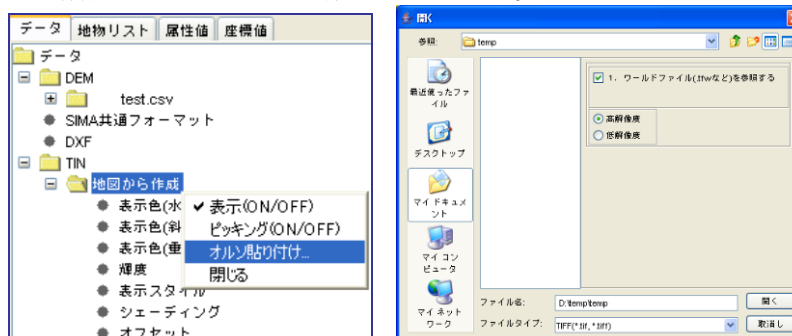 データ 地物リスト 属性値 座標値
データ
DEM
test.csv
SIMA共通フォーマット
DXF
TIN
地図から作成
表示色(水
表示色(斜
表示色(垂
輝度
表示スタイル
シェーディング
オフセット
✔ 表示(ON/OFF)
ピッキング(ON/OFF)
オルソ貼り付け...
閉じる
開く
参照:
temp
最近使ったファ
イル
デスクトップ
マイ ドキュメ
ント
マイ コン
ピュータ
マイ ネット
ワーク
1. ワールドファイル(.tfwなど)を参照する
高解像度
低解像度
ファイル名: D:\temp\temp 開く
ファイルタイプ: TIFF(*.tif, *.tiff) 取消し